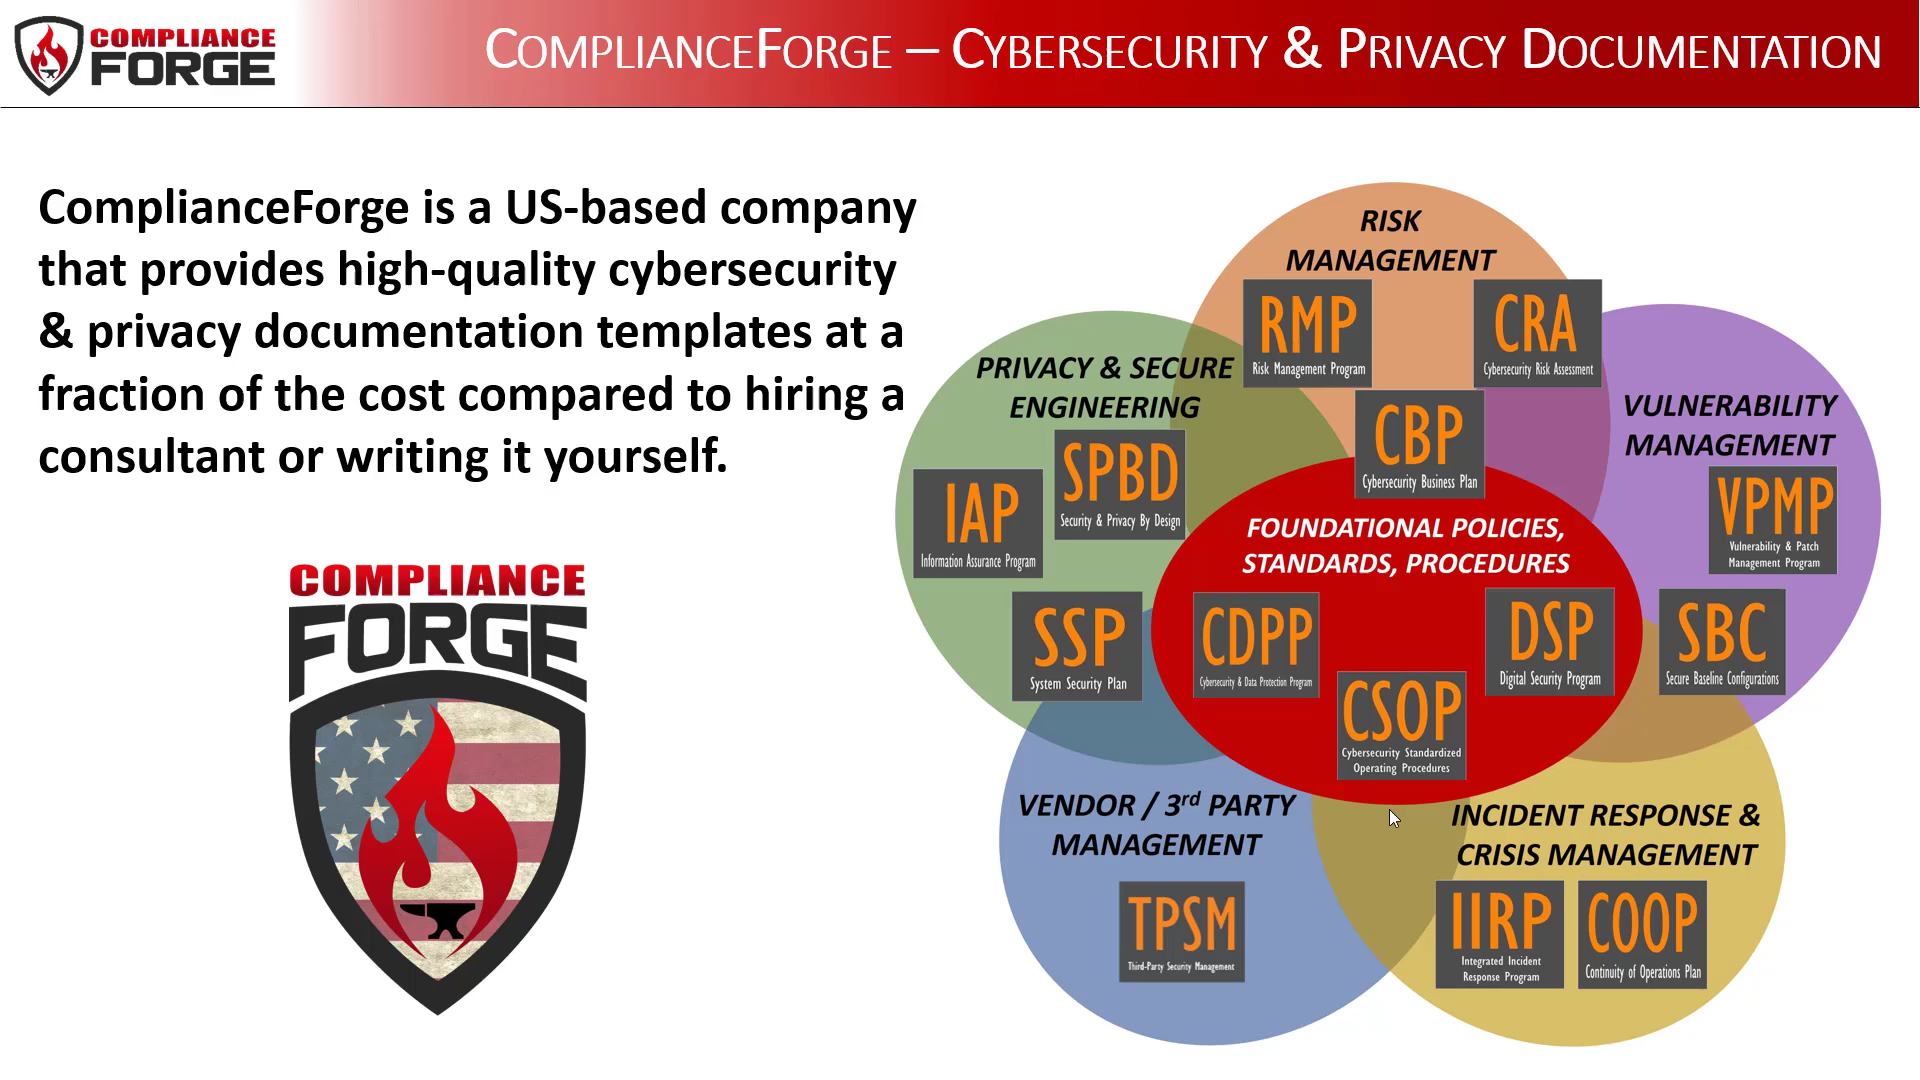 COMPLIANCE
FORGE
COMPLIANCEFORGE – CYBERSECURITY & PRIVACY DOCUMENTATION
ComplianceForge is a US-based company
that provides high-quality cybersecurity
& privacy documentation templates at a
fraction of the cost compared to hiring a
consultant or writing it yourself.
COMPLIANCE
FORGE
RISK
MANAGEMENT
RMP
Risk Management Program
CRA
Cybersecurity Risk Assessment
CBP
Cybersecurity Business Plan
PRIVACY & SECURE
ENGINEERING
SPBD
Security & Privacy By Design
IAP
Information Assurance Program
SSP
System Security Plan
VULNERABILITY
MANAGEMENT
VPMP
Vulnerability & Patch
Management Program
SBC
Secure Baseline Configurations
FOUNDATIONAL POLICIES,
STANDARDS, PROCEDURES
CDPP
Cybersecurity & Data Protection Program
DSP
Digital Security Program
CSOP
Cybersecurity Standardized
Operating Procedures
VENDOR / 3rd PARTY
MANAGEMENT
TPSM
Third-Party Security Management
INCIDENT RESPONSE &
CRISIS MANAGEMENT
IIRP
Integrated Incident
Response Program
COOP
Continuity of Operations Plan